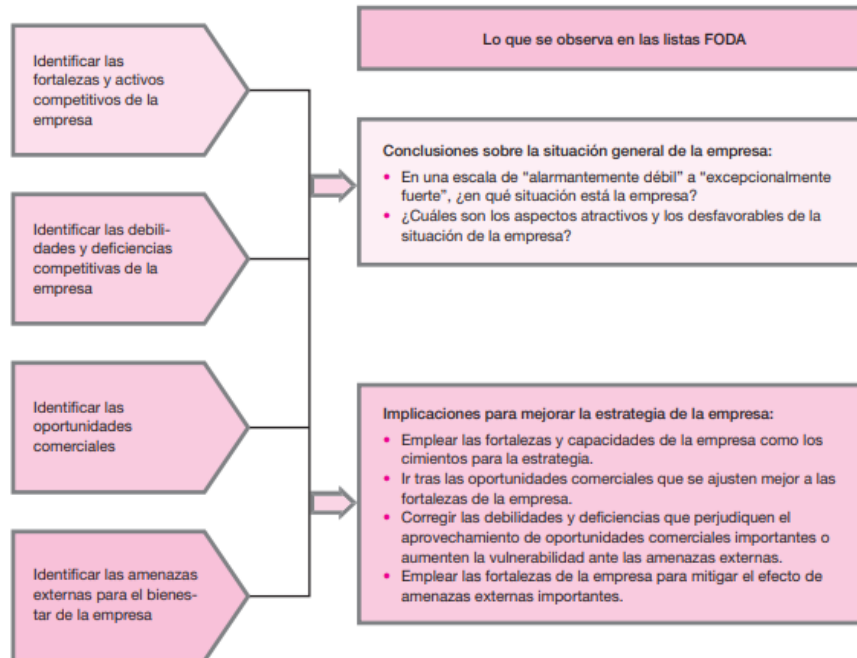 Identificar las
fortalezas y activos
competitivos de la
empresa
Identificar las debili-
dades y deficiencias
competitivas de la
empresa
Identificar las
oportunidades
comerciales
Identificar las amenazas
externas para el bienes-
tar de la empresa
Lo que se observa en las listas FODA
Conclusiones sobre la situación general de la empresa:
• En una escala de “alarmantemente débil” a “excepcionalmente
fuerte”, ¿en qué situación está la empresa?
• ¿Cuáles son los aspectos atractivos y los desfavorables de la
situación de la empresa?
Implicaciones para mejorar la estrategia de la empresa:
• Emplear las fortalezas y capacidades de la empresa como los
cimientos para la estrategia.
• Ir tras las oportunidades comerciales que se ajusten mejor a las
fortalezas de la empresa.
• Corregir las debilidades y deficiencias que perjudiquen el
aprovechamiento de oportunidades comerciales importantes o
aumenten la vulnerabilidad ante las amenazas externas.
• Emplear las fortalezas de la empresa para mitigar el efecto de
amenazas externas importantes.